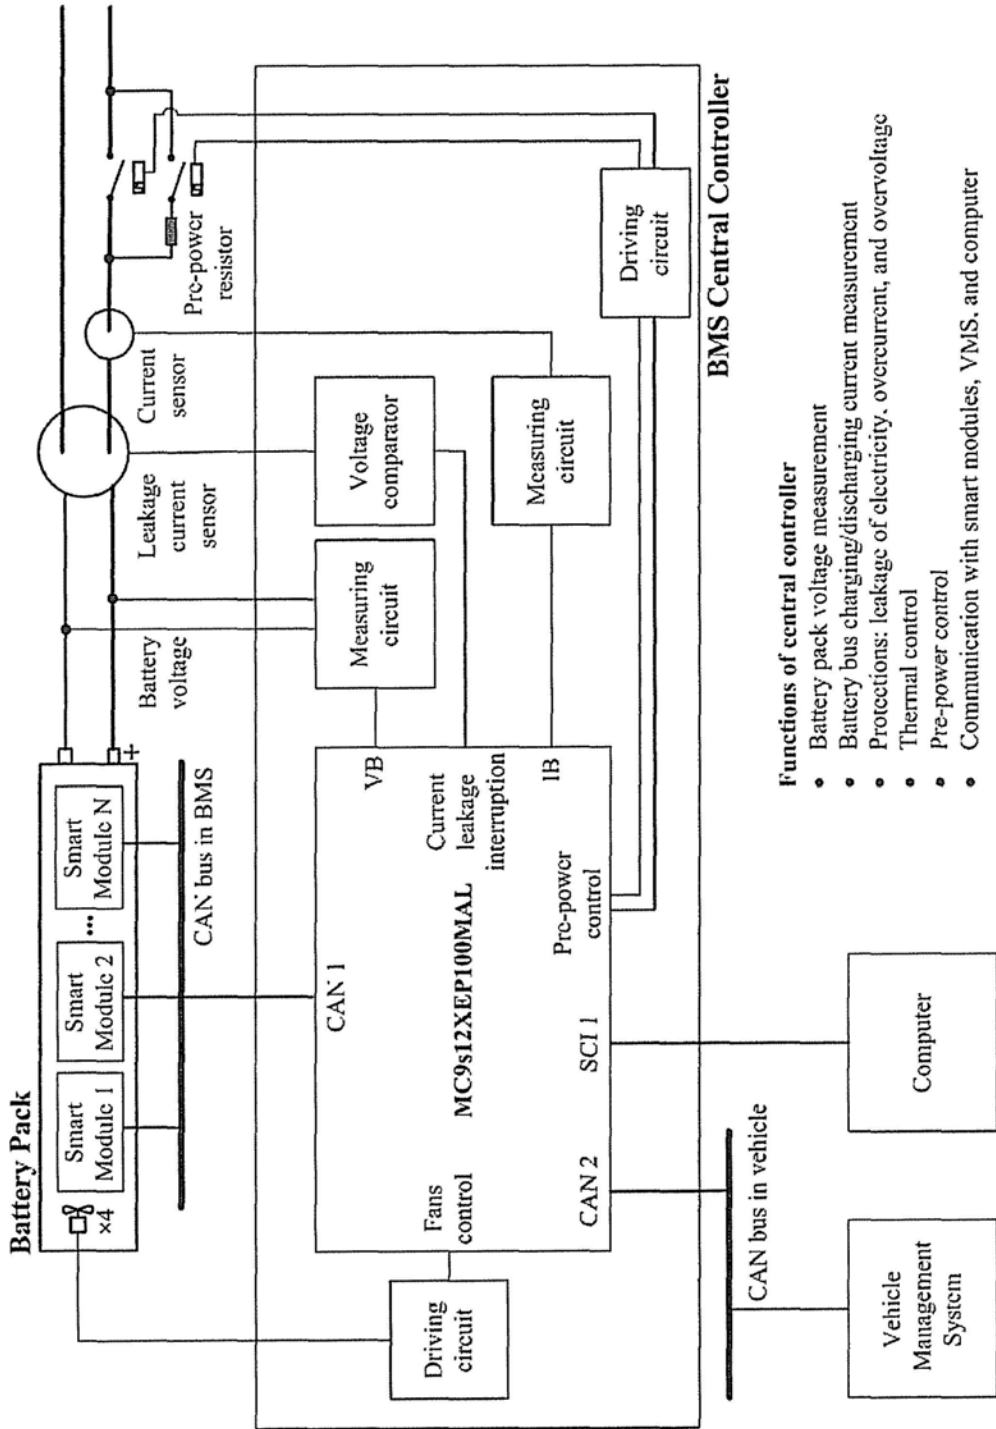 Battery Pack
×4
Smart
Module 1
Smart
Module 2
...
Smart
Module N
+
CAN bus in BMS
Battery
voltage
Leakage
current
sensor
Current
sensor
Pre-power
resistor
Driving
circuit
Fans
control
CAN 1
VB
Current
leakage
interruption
IB
MC9s12XEP100MAL
CAN 2
SCI 1
Pre-power
control
Measuring
circuit
Voltage
comparator
Measuring
circuit
Driving
circuit
BMS Central Controller
CAN bus in vehicle
Vehicle
Management
System
Computer
Functions of central controller
• Battery pack voltage measurement
• Battery bus charging/discharging current measurement
• Protections: leakage of electricity, overcurrent, and overvoltage
• Thermal control
• Pre-power control
• Communication with smart modules, VMS, and computer